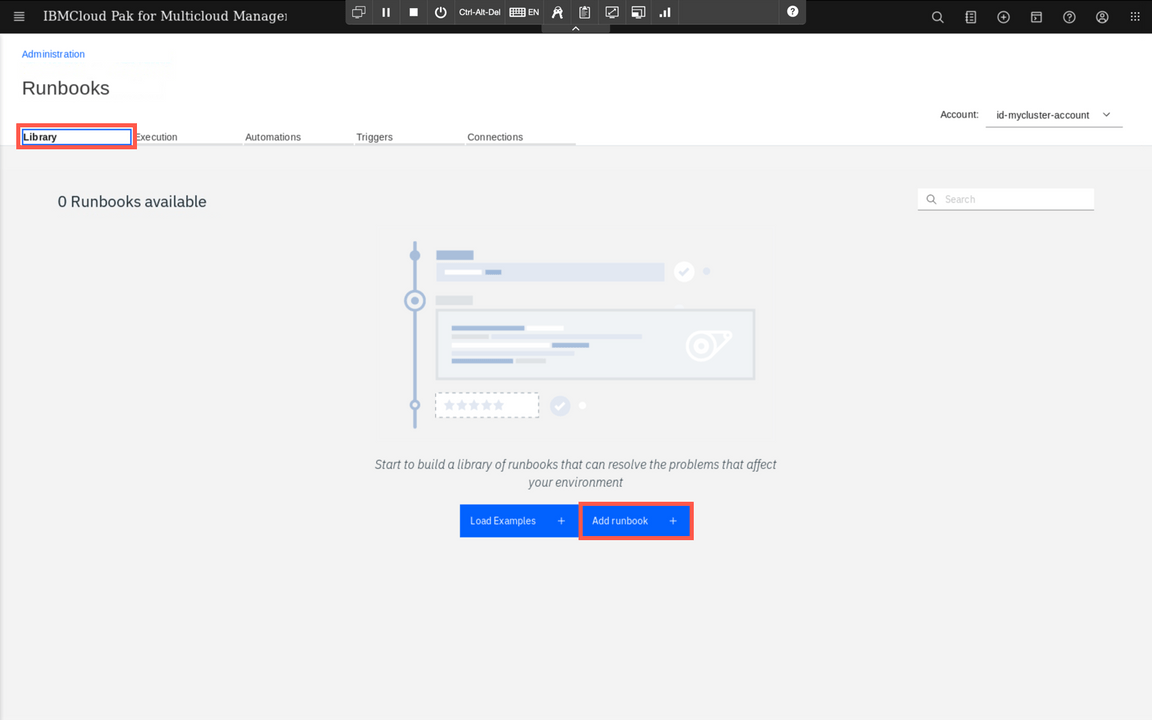 IBMCloud Pak for Multicloud Manage
Ctrl-Alt-Del
EN
Administration
Runbooks
Account:
id-mycluster-account
Library
Execution
Automations
Triggers
Connections
0 Runbooks available
Search
Start to build a library of runbooks that can resolve the problems that affect
your environment
Load Examples +
Add runbook +